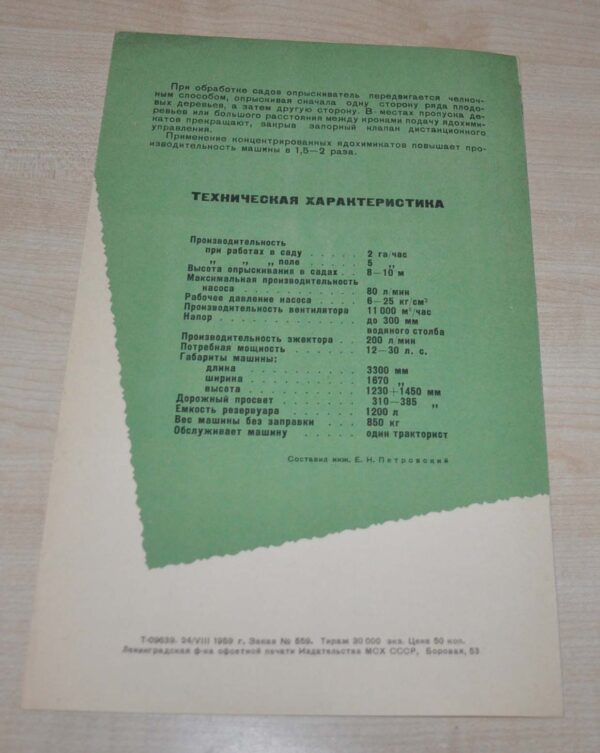 При обработке садов опрыскиватель передвигается челноч-
ным способом, опрыскивая сначала одну сторону ряда плодо-
вых деревьев, а затем другую сторону. В местах пропуска де-
ревьев или большого расстояния между кронами подачу ядохими-
катов прекращают, закрыв запорный клапан дистанционного
управления.
Применение концентрированных ядохимикатов повышает про-
изводительность машины в 1,5—2 раза.
ТЕХНИЧЕСКАЯ ХАРАКТЕРИСТИКА
Производительность
при работах в саду . . . . . 2 га/час
„ „ „ поле . . . . . 5 „
Высота опрыскивания в садах . . 8—10 м
Максимальная производительность
насоса . . . . . . . . . . 80 л/мин
Рабочее давление насоса . . . . 6—25 кг/см²
Производительность вентилятора 11 000 м³/час
Напор . . . . . . . . . . . до 300 мм
водяного столба
Производительность эжектора . . 200 л/мин
Потребная мощность . . . . . 12—30 л. с.
Габариты машины:
длина . . . . . . . . . . 3300 мм
ширина . . . . . . . . . 1670 „
высота . . . . . . . . . 1230÷1450 мм
Дорожный просвет . . . . . . 310—385 „
Емкость резервуара . . . . . 1200 л
Вес машины без заправки . . . 850 кг
Обслуживает машину . . . . . один тракторист
Составил инж. Е. Н. Петровский
Т-09639. 24/VIII 1959 г. Заказ № 559. Тираж 30 000 экз. Цена 50 коп.
Ленинградская ф-ка офсетной печати Издательства МСХ СССР, Боровая, 53